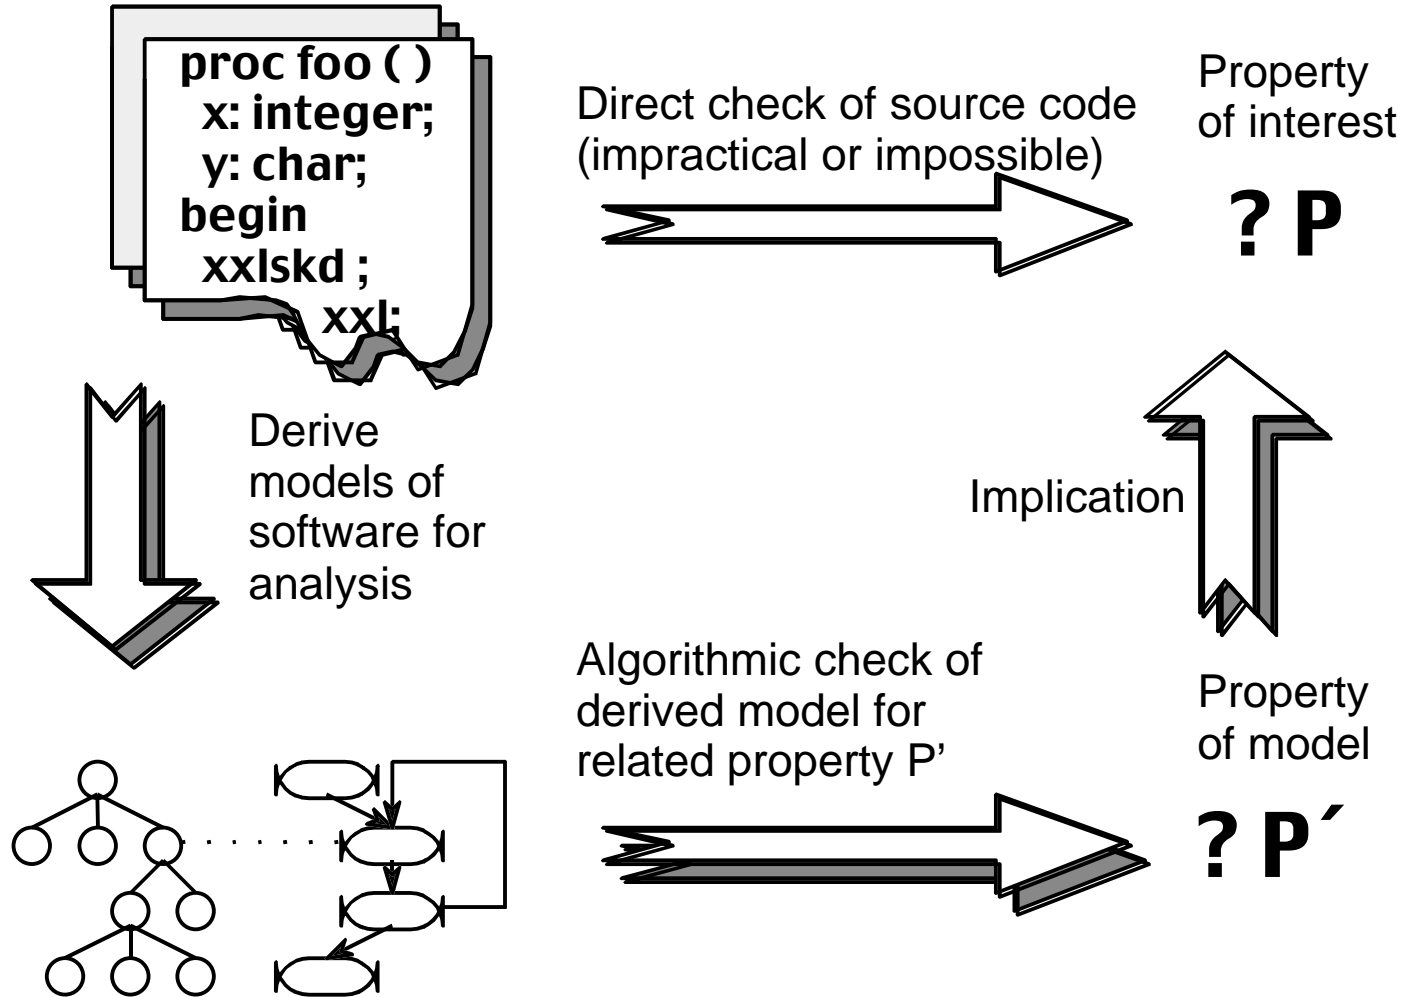 proc foo ( )
x: integer;
y: char;
begin
xxlskd ;
xxl;
Direct check of source code
(impractical or impossible)
Property
of interest
? P
Derive
models of
software for
analysis
Implication
Algorithmic check of
derived model for
related property P’
Property
of model
? P´